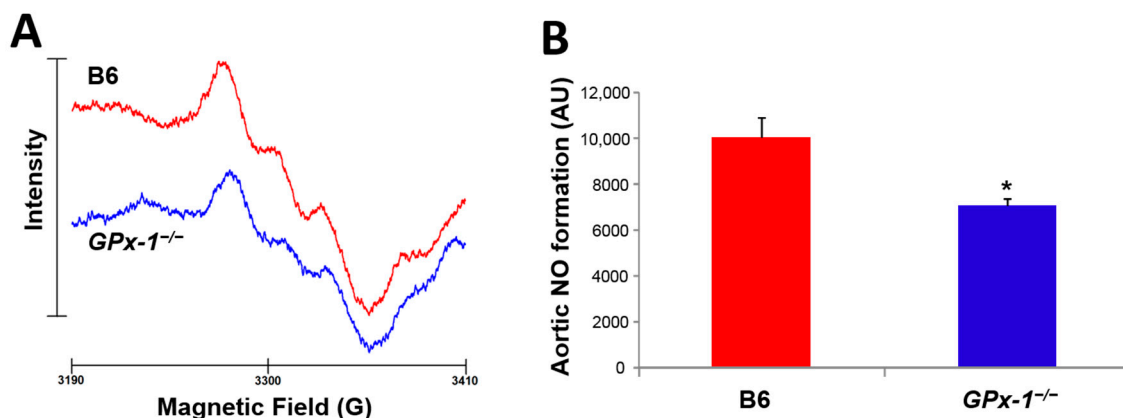 A
B6
GPx-1⁻/⁻
Intensity
3190
3300
3410
Magnetic Field (G)
B
Aortic NO formation (AU)
12,000
10,000
8000
6000
4000
2000
0
*
B6
GPx-1⁻/⁻